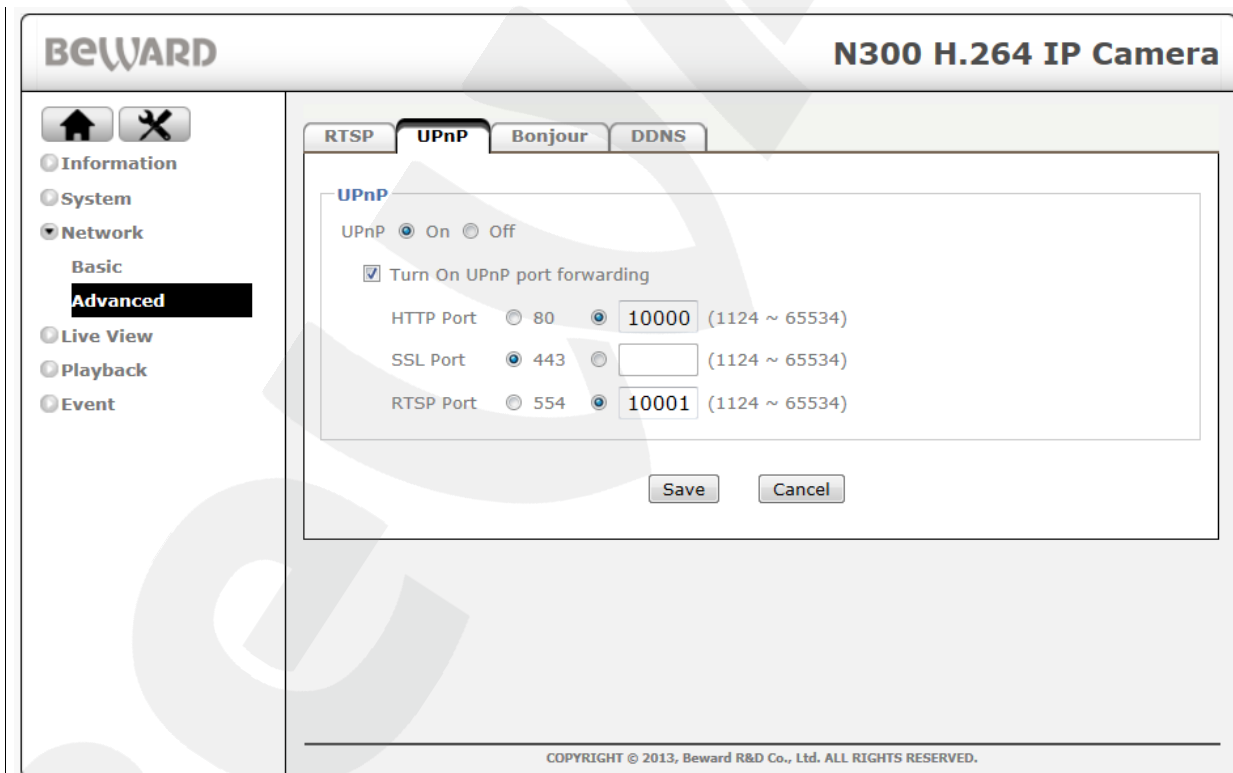 BEWARD
N300 H.264 IP Camera
Information
System
Network
Basic
Advanced
Live View
Playback
Event
RTSP UPnP Bonjour DDNS
UPnP
UPnP On Off
Turn On UPnP port forwarding
HTTP Port 80 10000 (1124 ~ 65534)
SSL Port 443 (1124 ~ 65534)
RTSP Port 554 10001 (1124 ~ 65534)
Save Cancel
COPYRIGHT © 2013, Beward R&D Co., Ltd. ALL RIGHTS RESERVED.